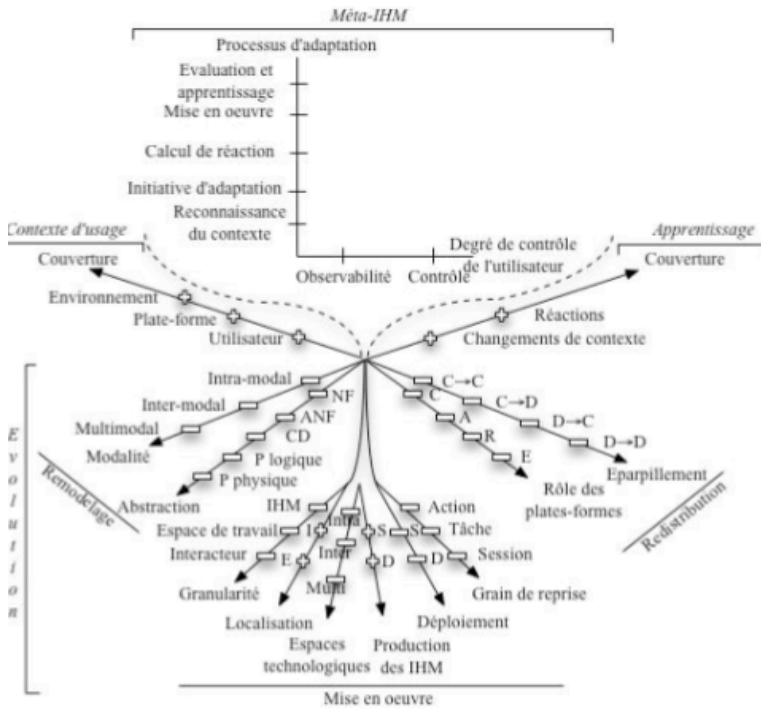 Méta-IHM
Processus d'adaptation
Evaluation et
apprentissage
Mise en oeuvre
Calcul de réaction
Initiative d'adaptation
Reconnaissance
du contexte
Observabilité
Contrôle
Degré de contrôle
de l'utilisateur
Contexte d'usage
Couverture
Environnement
Plate-forme
Utilisateur
Apprentissage
Couverture
Réactions
Changements de contexte
Evolution
Remodelage
Intra-modal
Inter-modal
Multimodal
Modalité
NF
ANF
CD
P logique
P physique
Abstraction
C
A
R
E
Rôle des
plates-formes
C→C
C→D
D→C
D→D
Eparpillement
Redistribution
IHM
Espace de travail
Interacteur
Granularité
I
E
Localisation
Intra
Inter
Multi
Espaces
technologiques
S
D
Production
des IHM
S
D
Déploiement
Action
Tâche
Session
Grain de reprise
Mise en oeuvre